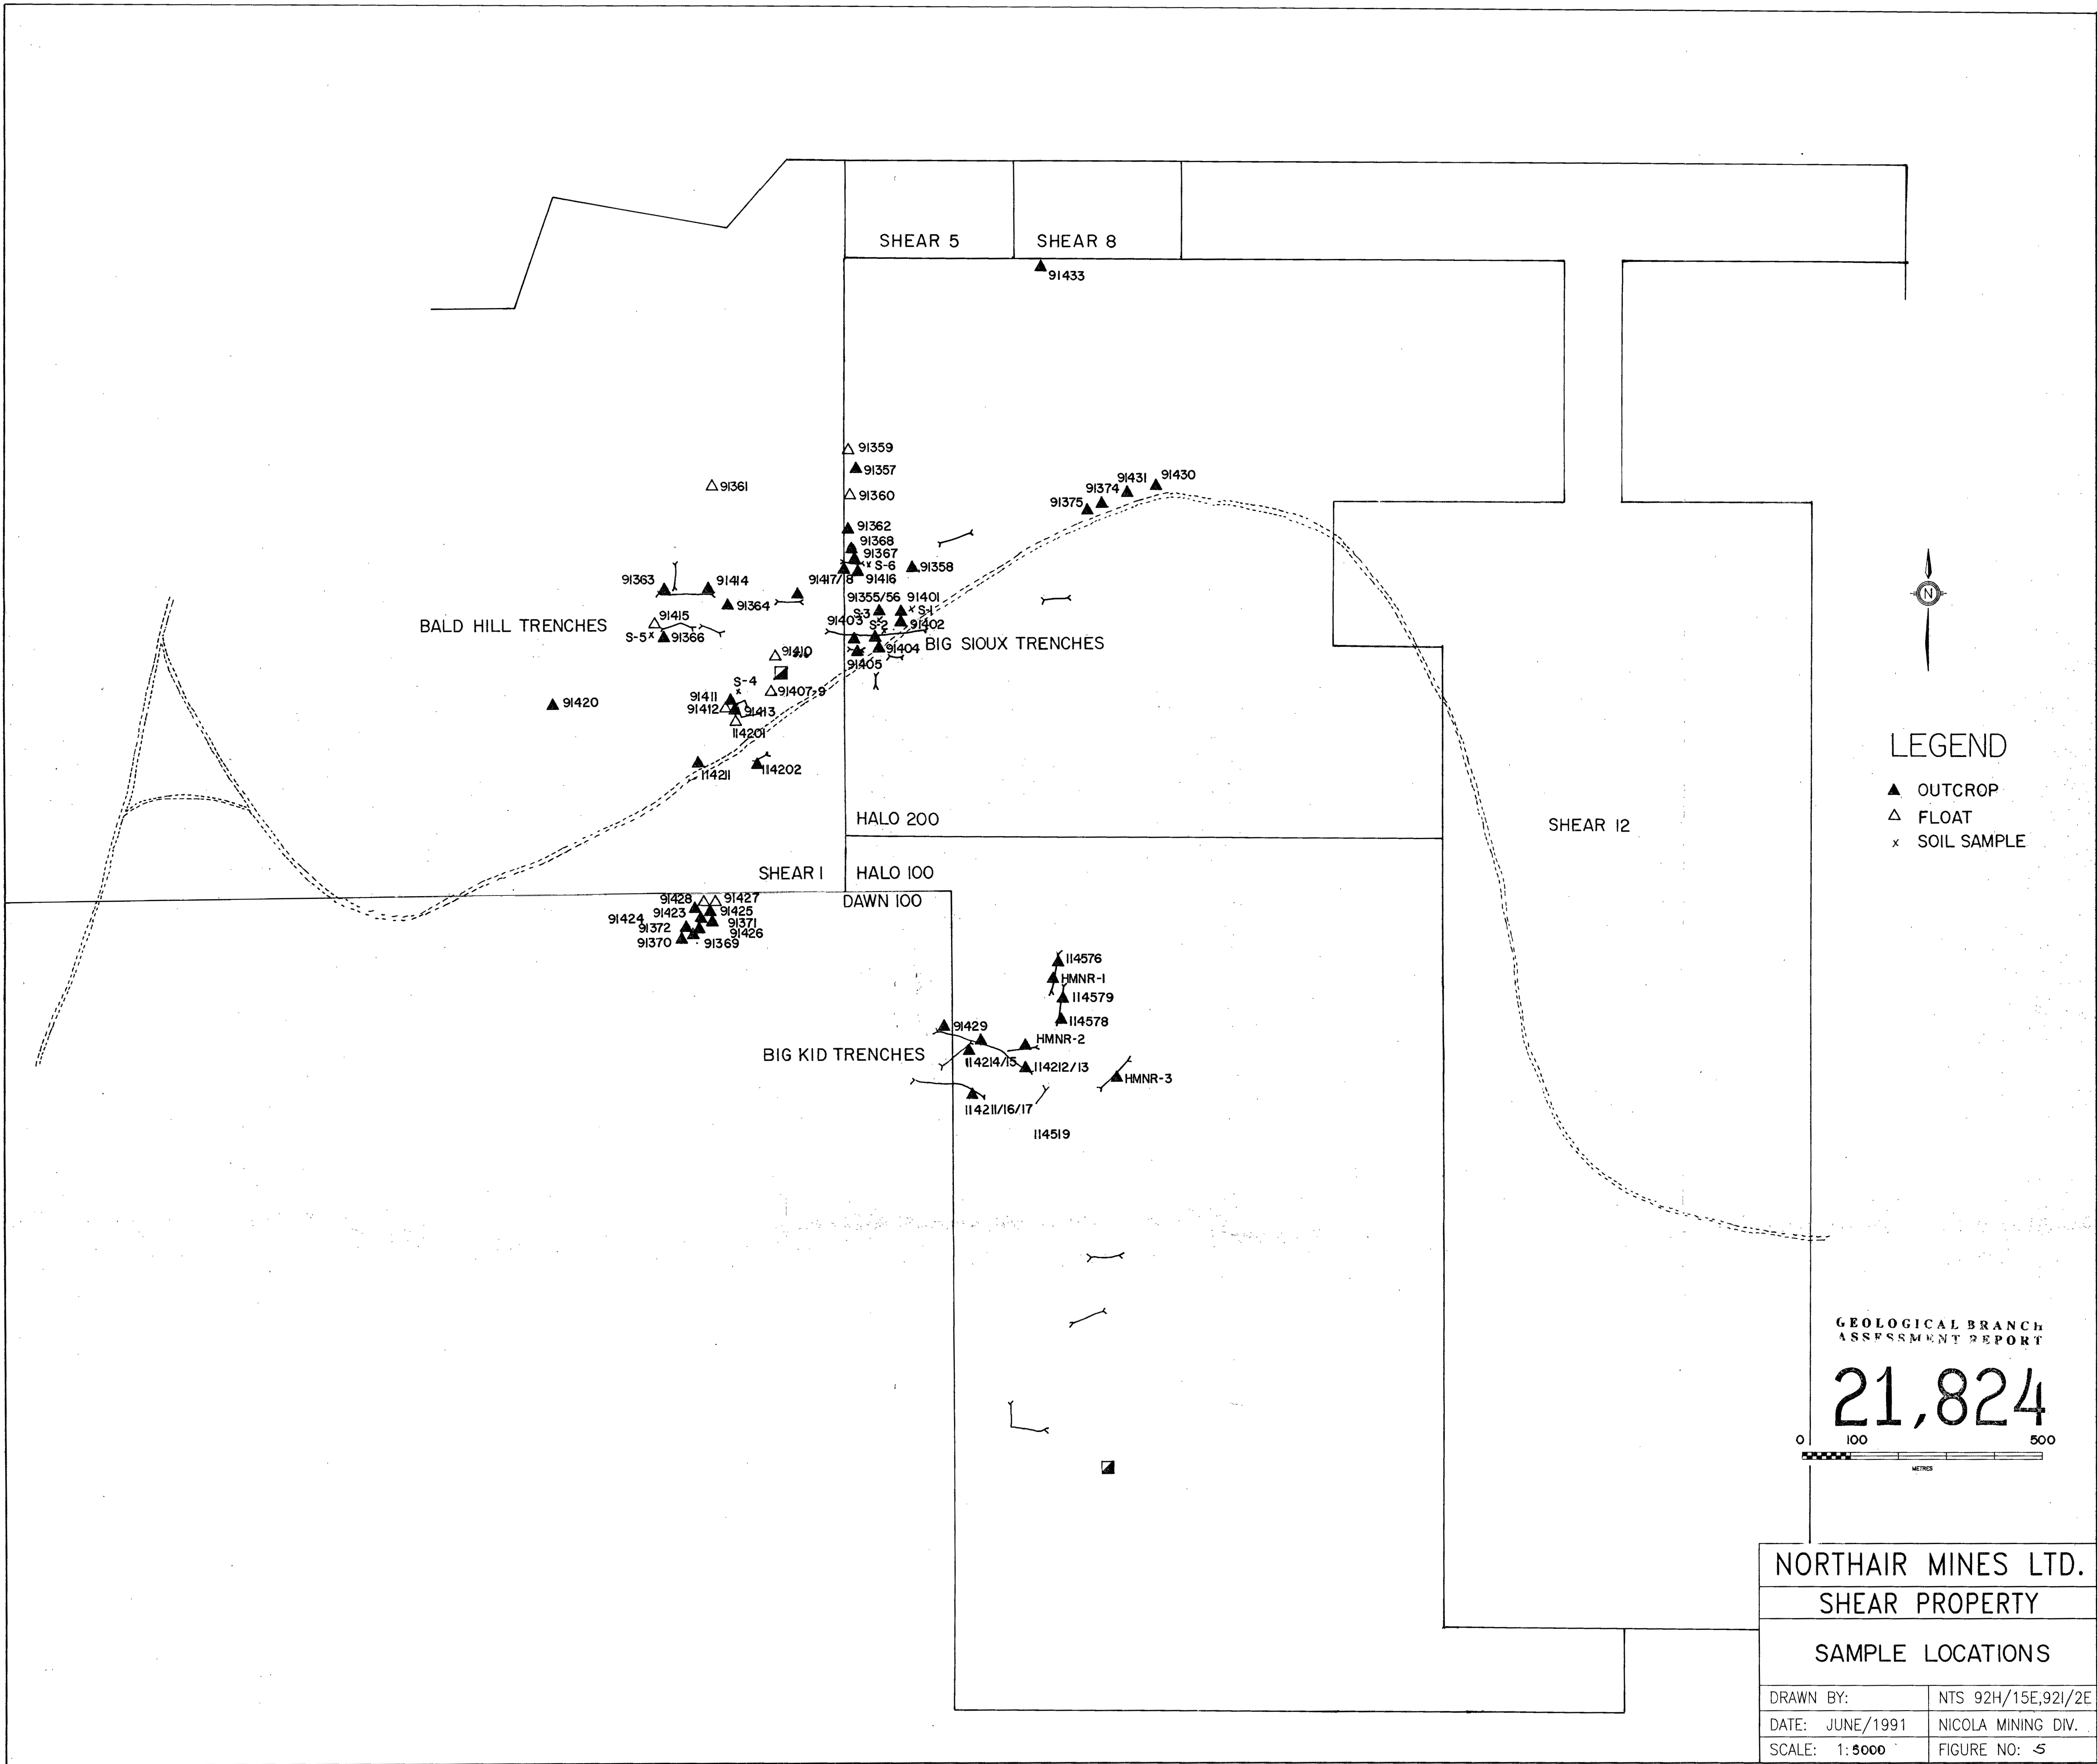 SHEAR 5
SHEAR 8
91433
91359
91357
91361
91360
91430
91431
91374
91375
91362
91368
91367
S-6
91358
91363
91414
91417/8
91416
91364
91355/56
91401
S-3
S-1
91415
91403
S-2
91402
BALD HILL TRENCHES
S-5
91366
BIG SIOUX TRENCHES
91410
91404
91405
S-4
91407-9
91411
91412
91413
91420
114201
114211
114202
N
LEGEND
OUTCROP
FLOAT
x SOIL SAMPLE
HALO 200
SHEAR 12
SHEAR 1
HALO 100
DAWN 100
91428
91427
91423
91425
91424
91371
91372
91426
91370
91369
114576
HMNR-1
114579
114578
91429
HMNR-2
BIG KID TRENCHES
114214/15
114212/13
HMNR-3
114211/16/17
114519
GEOLOGICAL BRANCH
ASSESSMENT REPORT
21,824
0 100 500
METRES
NORTHAIR MINES LTD.
SHEAR PROPERTY
SAMPLE LOCATIONS
DRAWN BY: NTS 92H/15E,92I/2E
DATE: JUNE/1991 NICOLA MINING DIV.
SCALE: 1:5000 FIGURE NO: 5